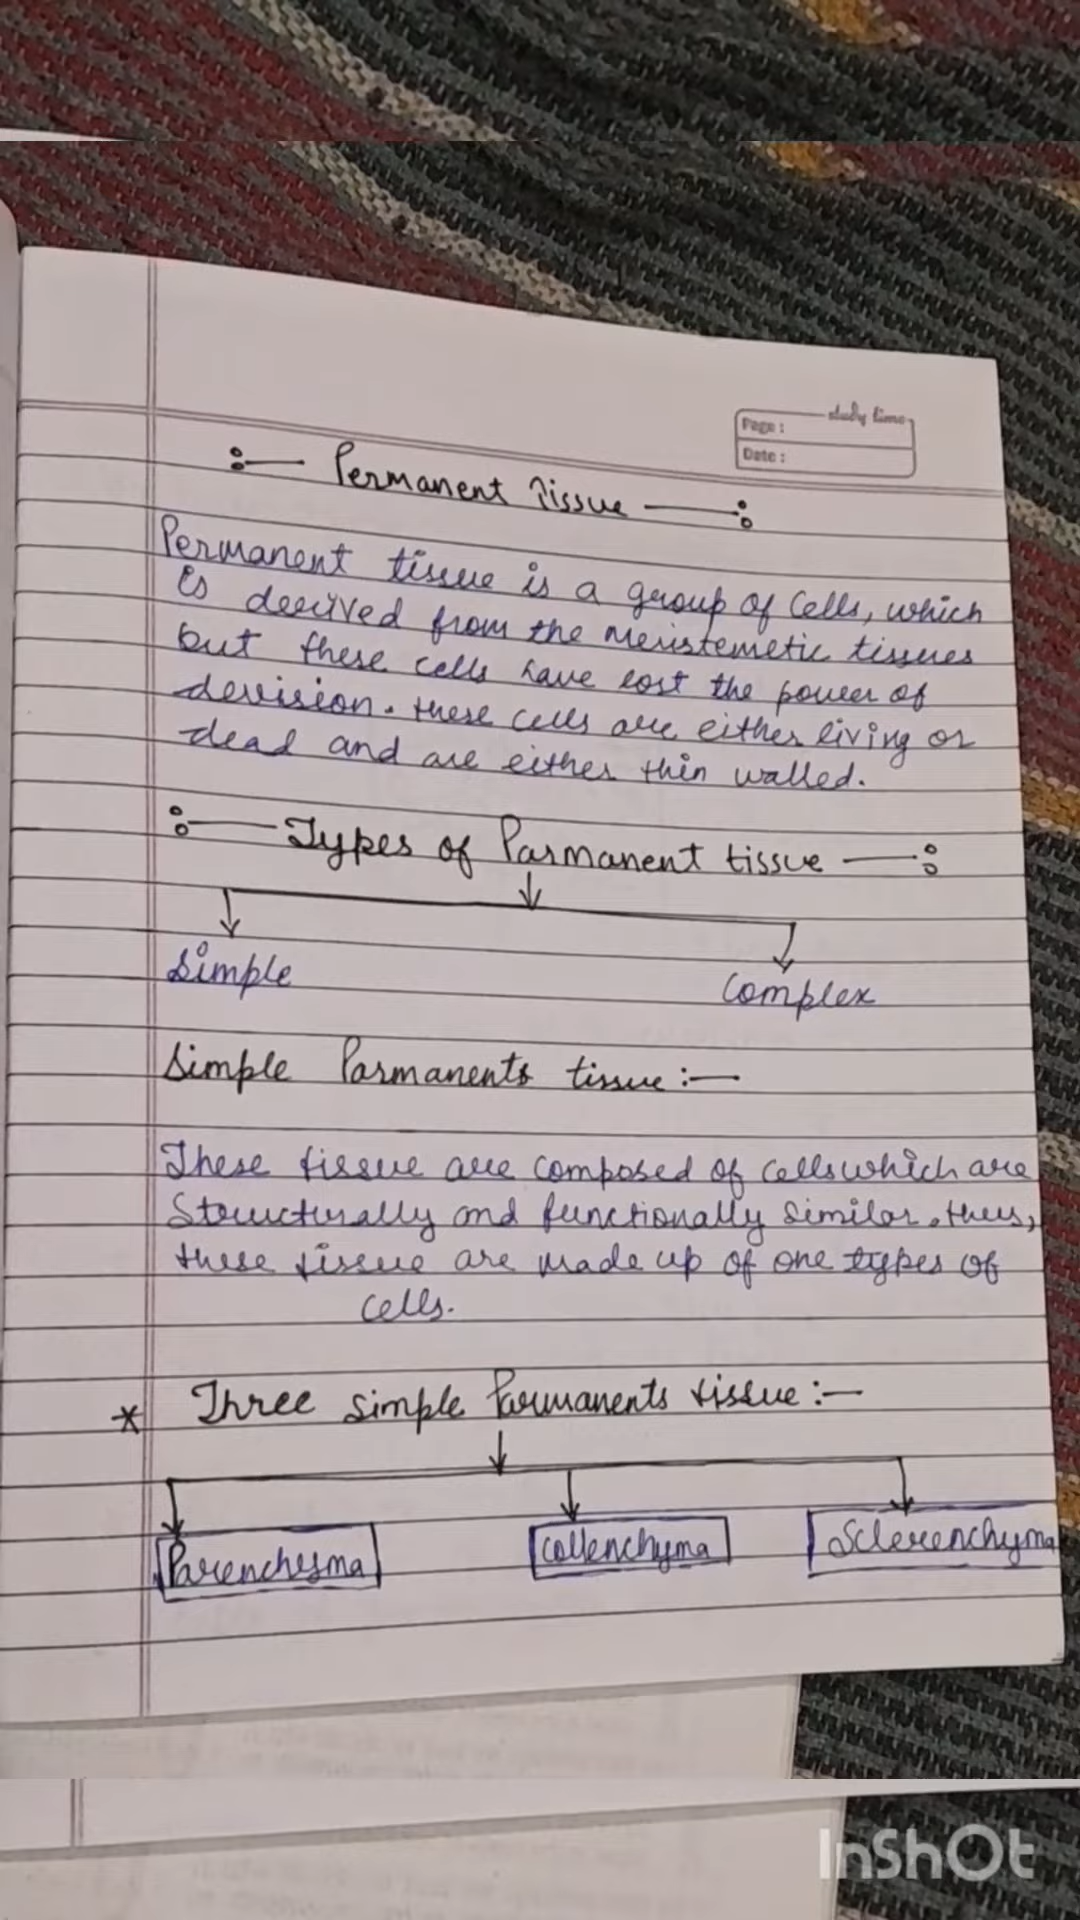 study time
Page :
Date :
Permanent Tissue
Permanent tissue is a group of Cells, which
is derived from the meristemetic tissues
but these cells have lost the power of
devision. these cells are either living or
dead and are either thin walled.
Types of Parmanent tissue
Simple
Complex
Simple Parmanents tissue :—
These tissue are composed of cells which are
Structurally and functionally similar. thus,
these tissue are made up of one types of
cells.
* Three simple Parmanents tissue :—
Parenchyma
Collenchyma
Sclerenchyma
InShOt